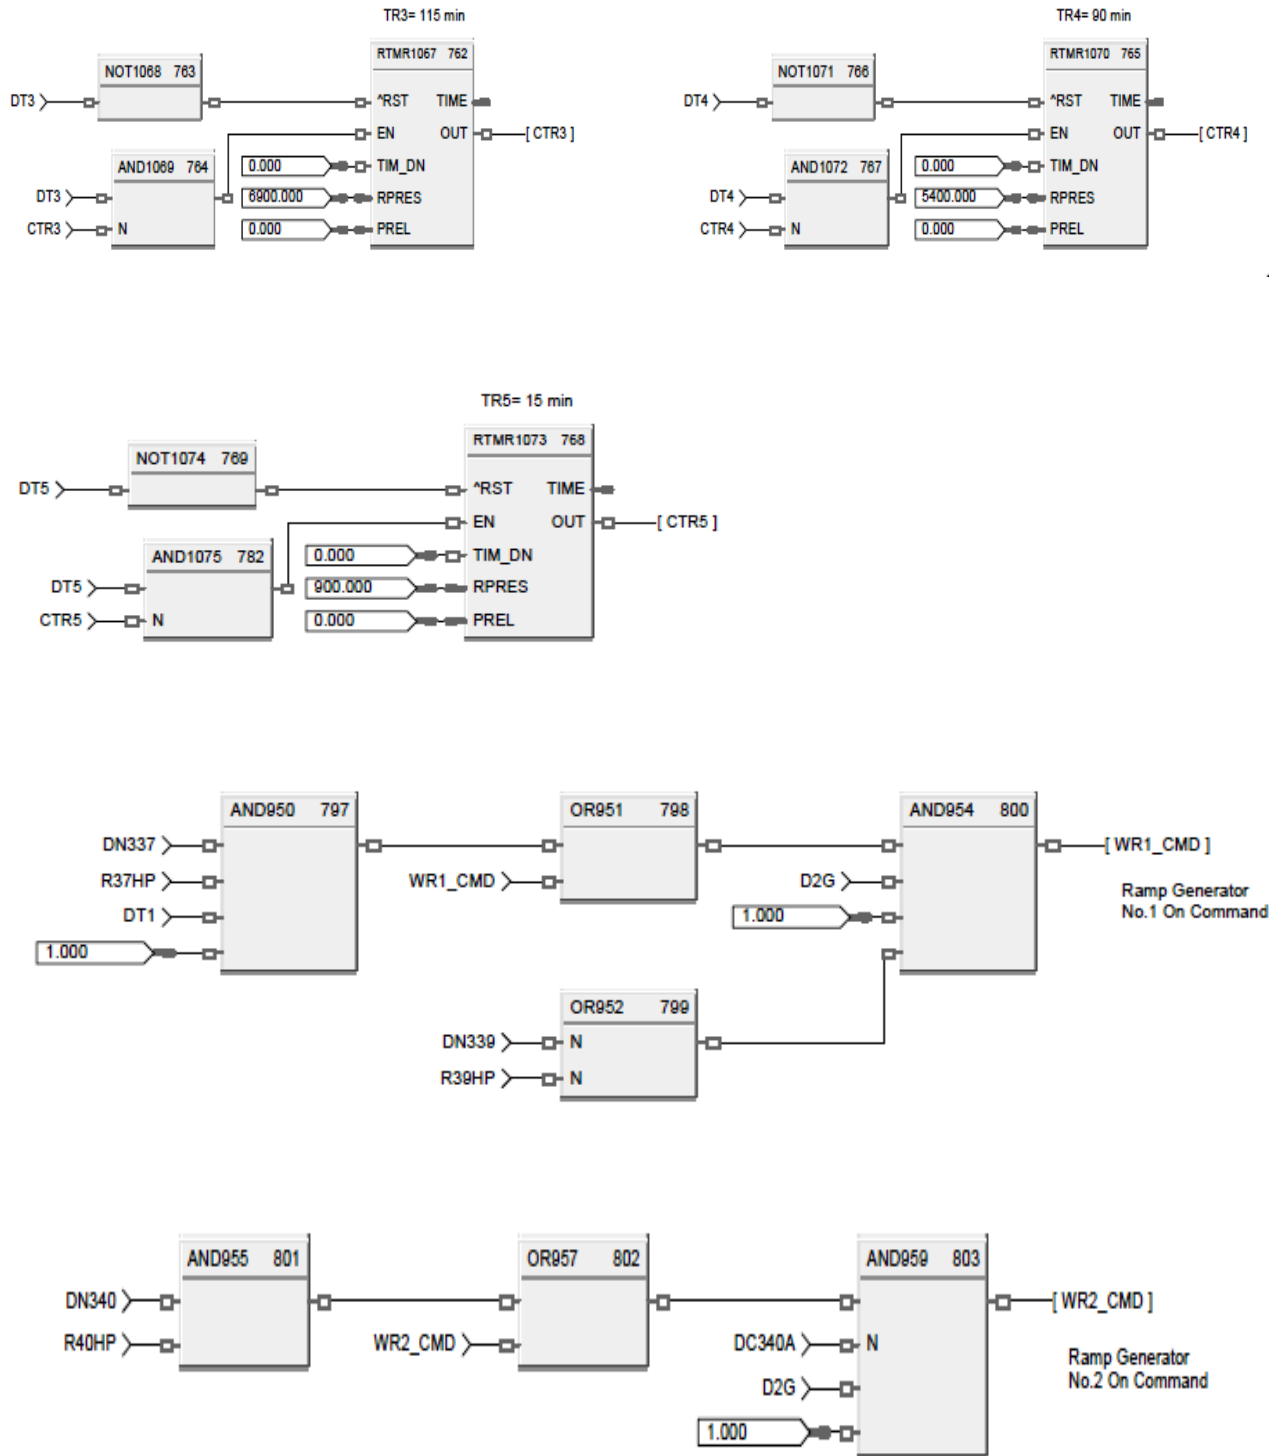 TR3= 115 min
NOT1068 763
RTMR1067 762
DT3
^RST TIME
EN OUT
[ CTR3 ]
AND1069 764
0.000
TIM_DN
DT3
6900.000
RPRES
CTR3
N
0.000
PREL
TR4= 90 min
NOT1071 766
RTMR1070 765
DT4
^RST TIME
EN OUT
[ CTR4 ]
AND1072 767
0.000
TIM_DN
DT4
5400.000
RPRES
CTR4
N
0.000
PREL
TR5= 15 min
NOT1074 769
RTMR1073 768
DT5
^RST TIME
EN OUT
[ CTR5 ]
AND1075 782
0.000
TIM_DN
DT5
900.000
RPRES
CTR5
N
0.000
PREL
AND950 797
OR951 798
AND954 800
DN337
[ WR1_CMD ]
R37HP
WR1_CMD
D2G
DT1
1.000
1.000
Ramp Generator
No.1 On Command
OR952 799
DN339
N
R39HP
N
AND955 801
OR957 802
AND959 803
DN340
[ WR2_CMD ]
R40HP
WR2_CMD
DC340A
N
D2G
1.000
Ramp Generator
No.2 On Command